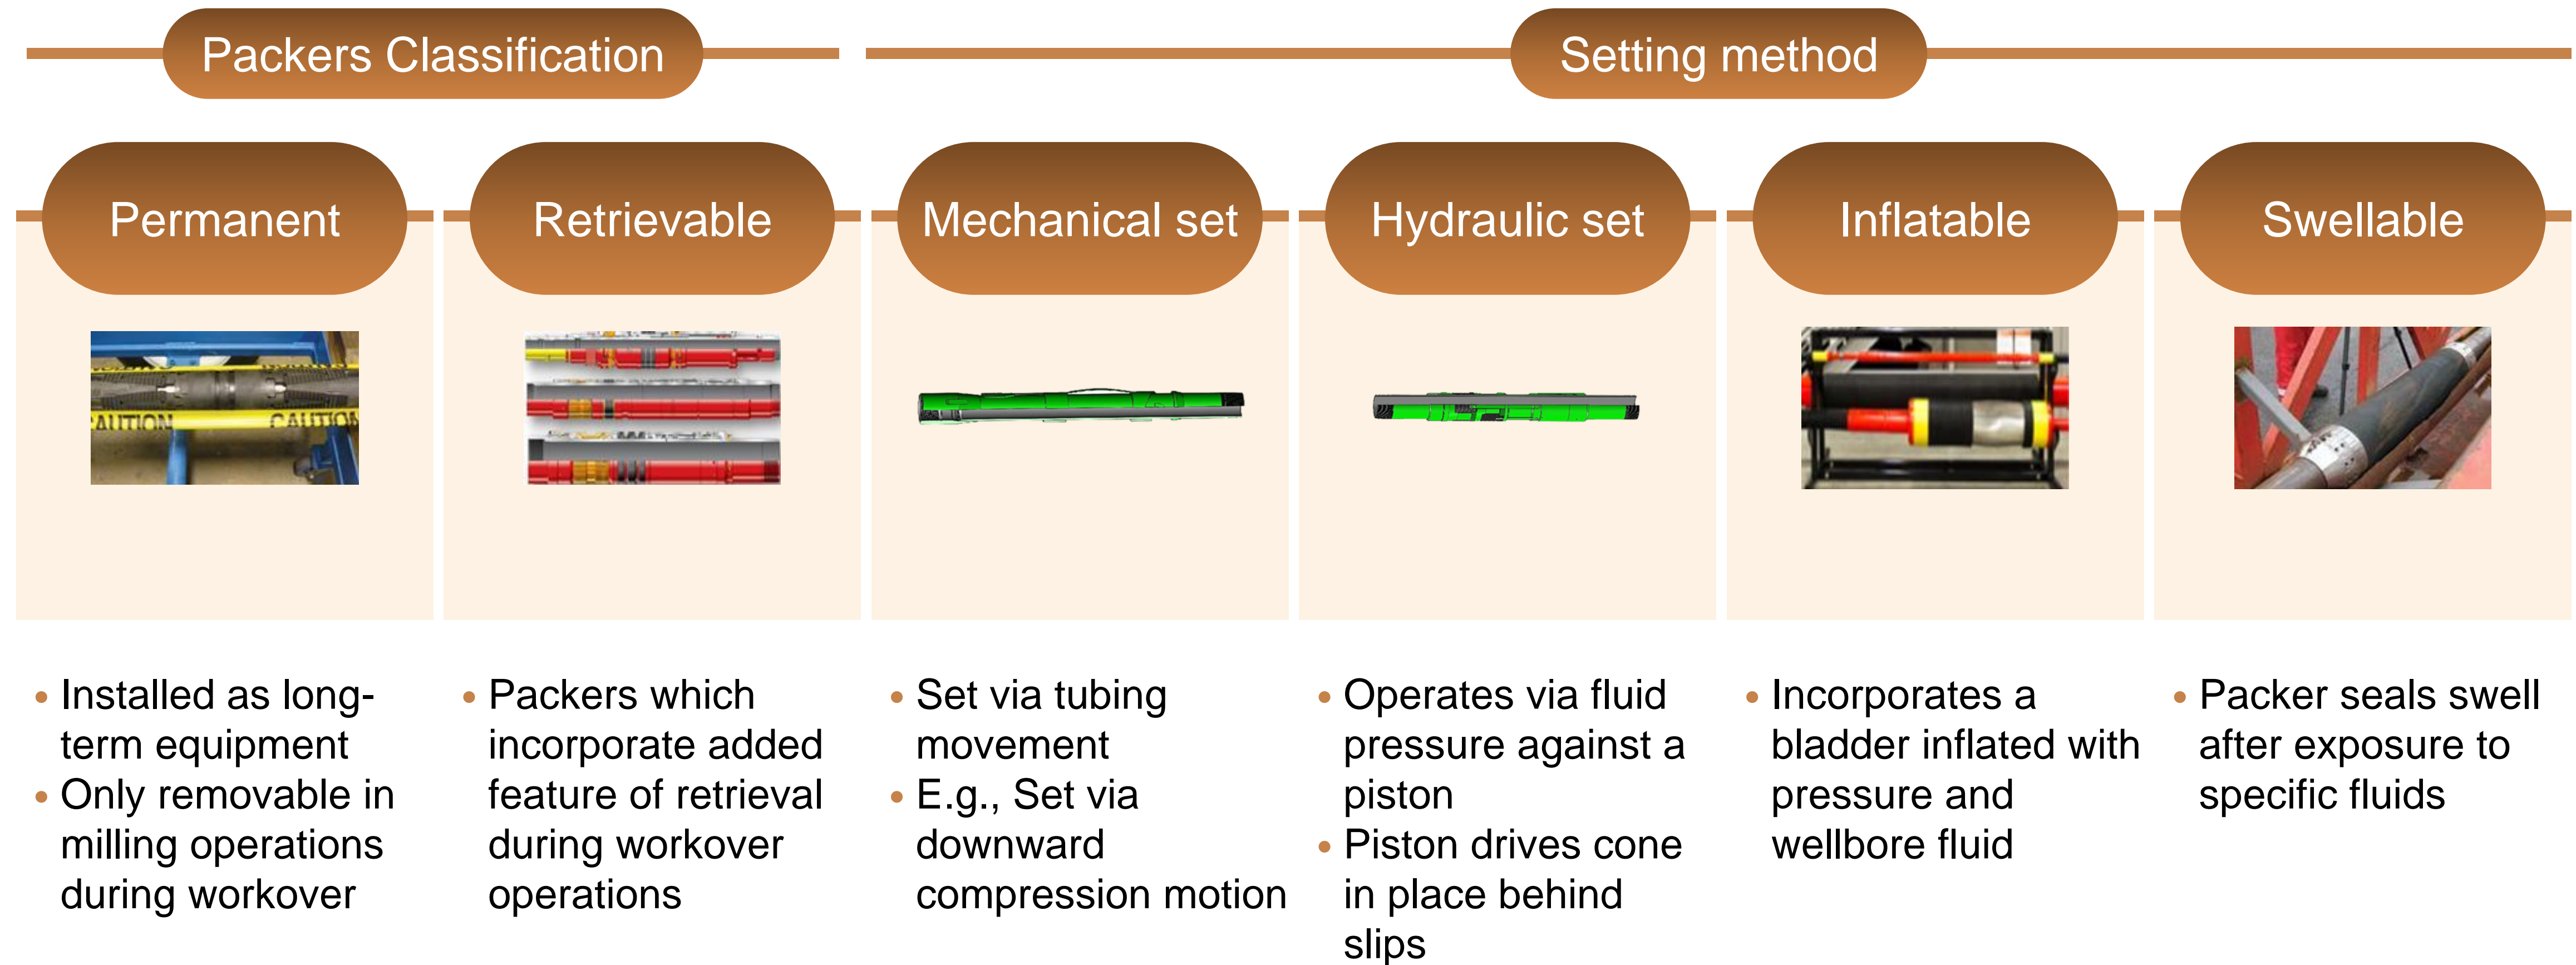 Packers Classification
Setting method
Permanent
Retrievable
Mechanical set
Hydraulic set
Inflatable
Swellable
CAUTION
CAUTION
• Installed as long-
term equipment
• Only removable in
milling operations
during workover
• Packers which
incorporate added
feature of retrieval
during workover
operations
• Set via tubing
movement
• E.g., Set via
downward
compression motion
• Operates via fluid
pressure against a
piston
• Piston drives cone
in place behind
slips
• Incorporates a
bladder inflated with
pressure and
wellbore fluid
• Packer seals swell
after exposure to
specific fluids